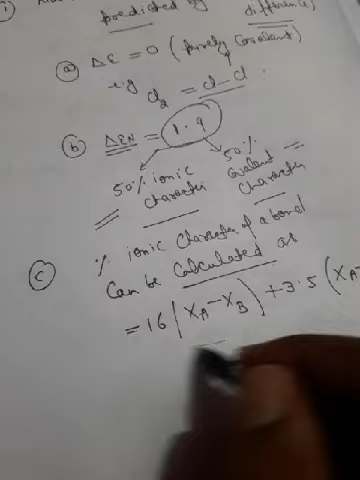 predicted by difference)
(a) Δε = 0 (purely Covalent)
e.g Cl2 = Cl–Cl
(b) ΔEN = 1.9
50% ionic character 50% Covalent Character
(c) % ionic Character of a bond
Can be Calculated as
= 16 (XA–XB) + 3.5 (XA–